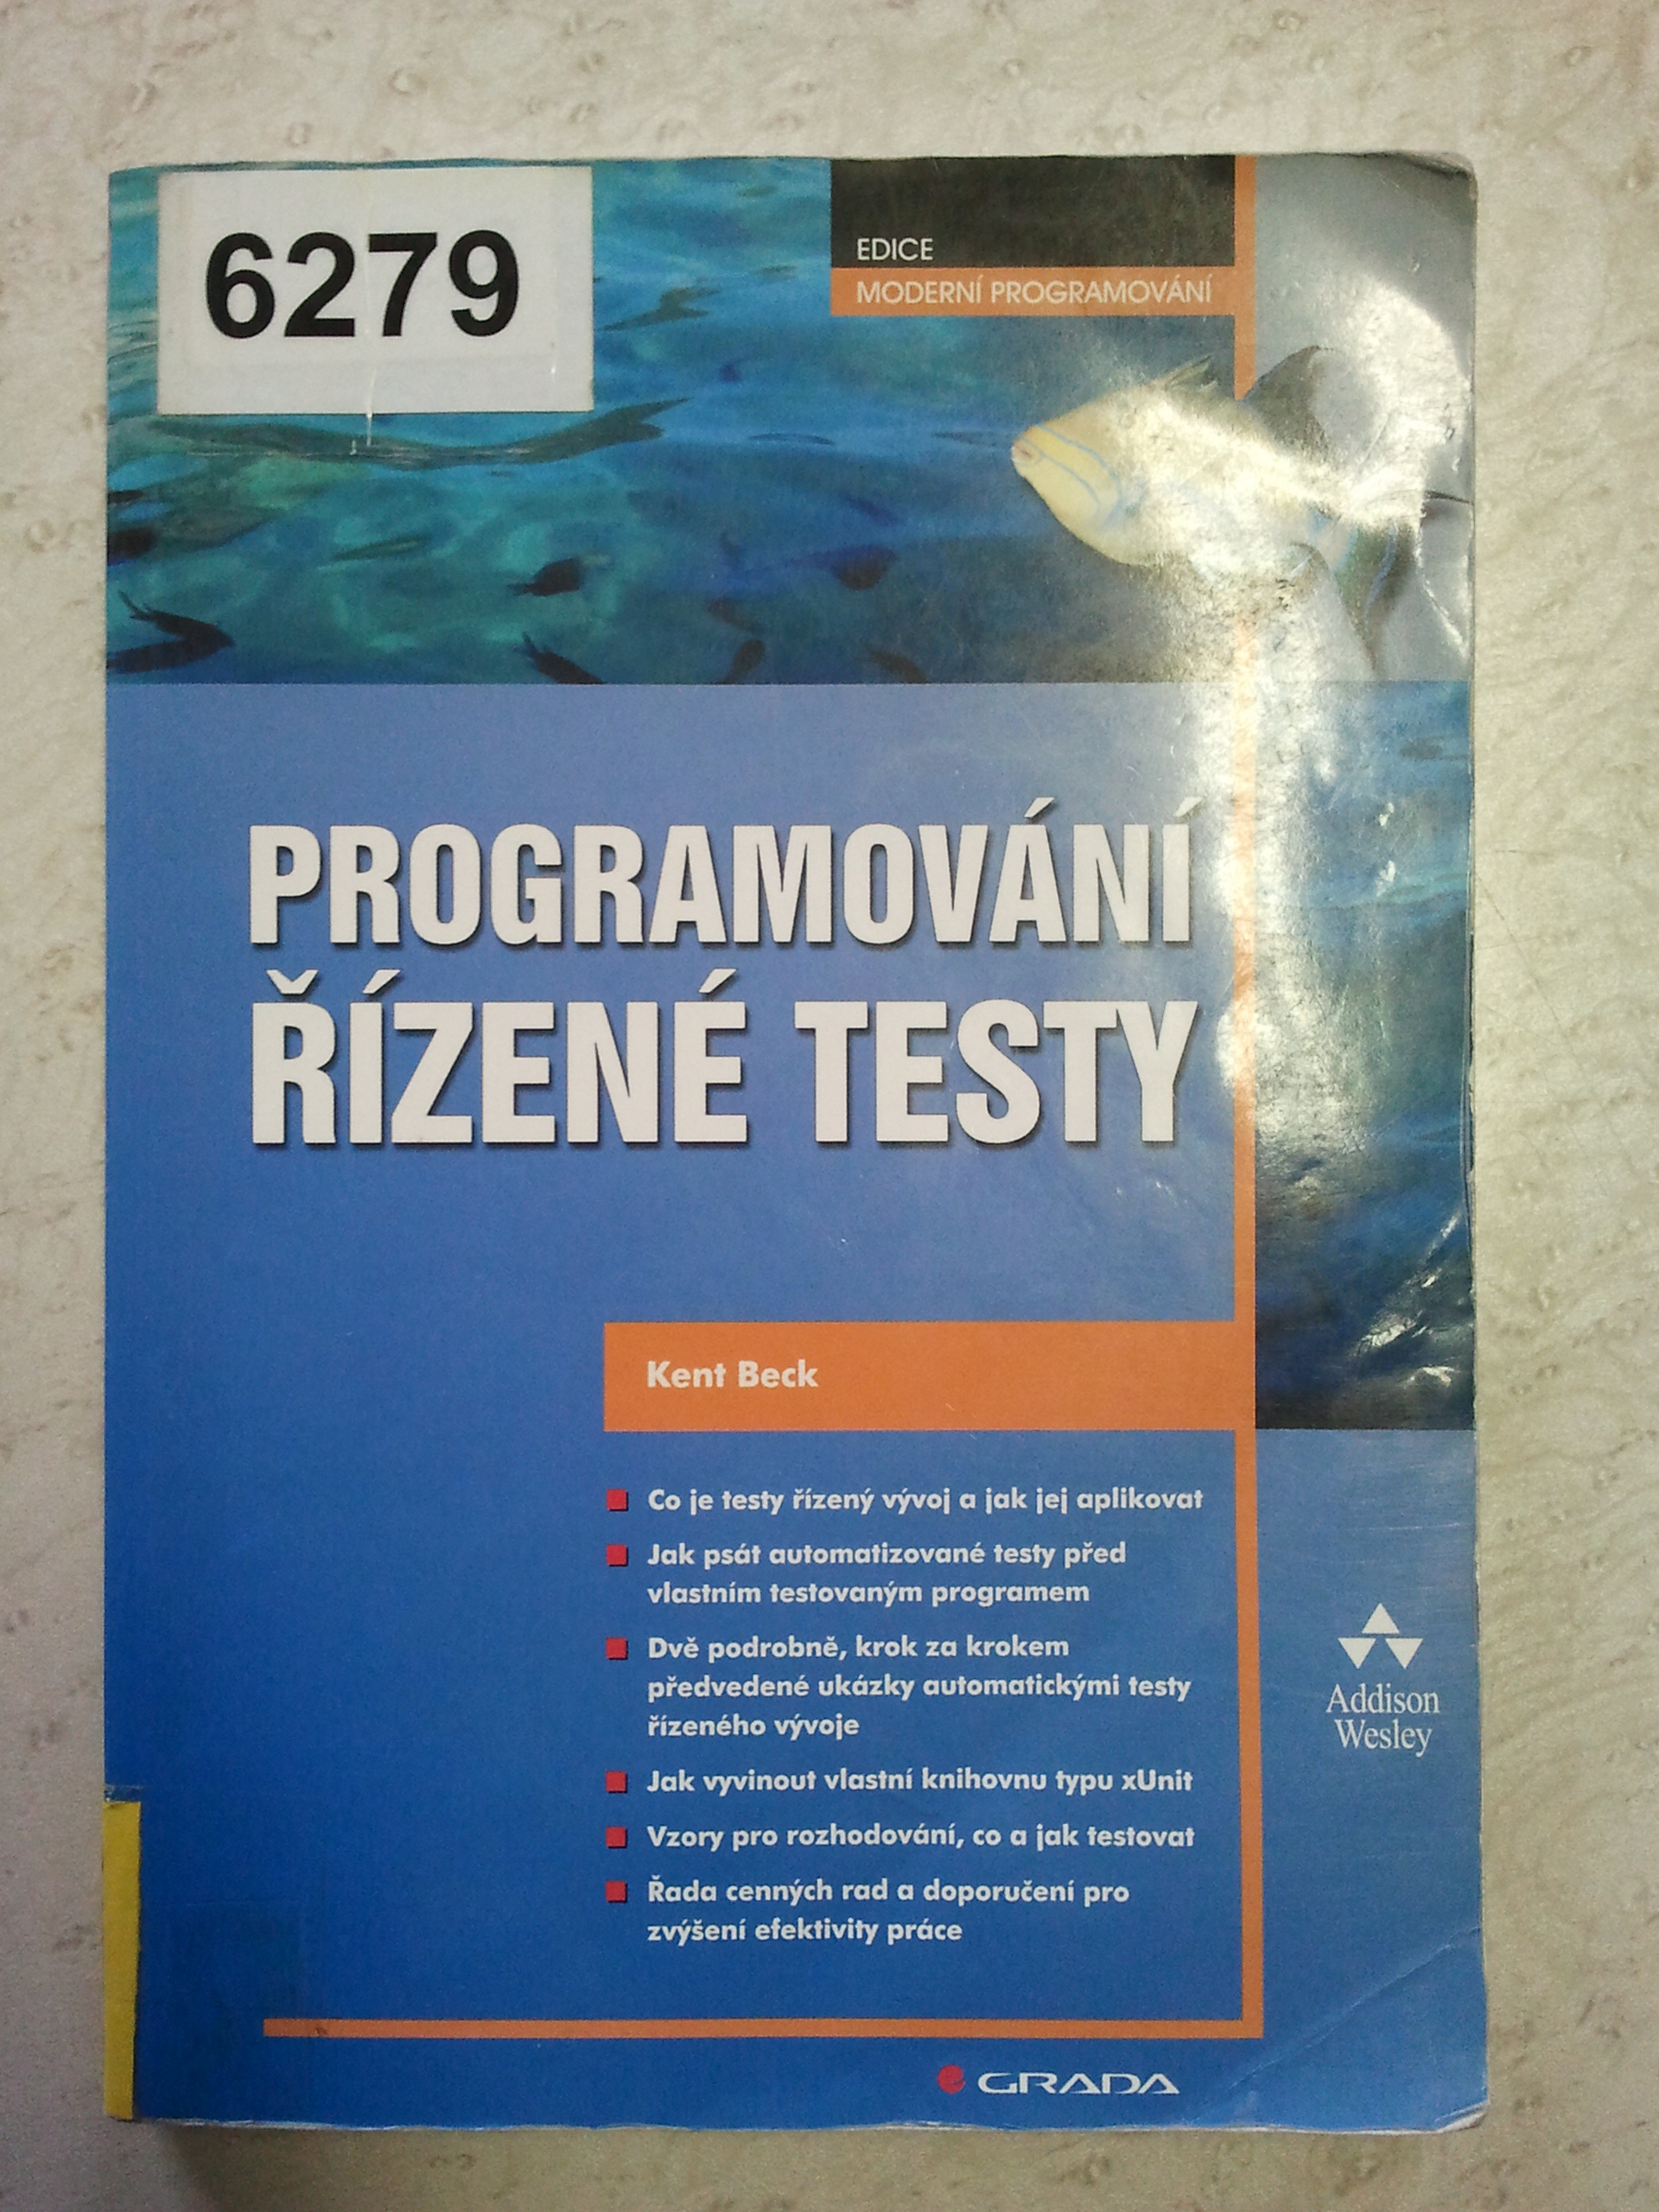 6279
EDICE
MODERNÍ PROGRAMOVÁNÍ
PROGRAMOVÁNÍ
ŘÍZENÉ TESTY
Kent Beck
Co je testy řízený vývoj a jak jej aplikovat
Jak psát automatizované testy před
vlastním testovaným programem
Dvě podrobně, krok za krokem
předvedené ukázky automatickými testy
řízeného vývoje
Jak vyvinout vlastní knihovnu typu xUnit
Vzory pro rozhodování, co a jak testovat
Řada cenných rad a doporučení pro
zvýšení efektivity práce
Addison
Wesley
GRADA